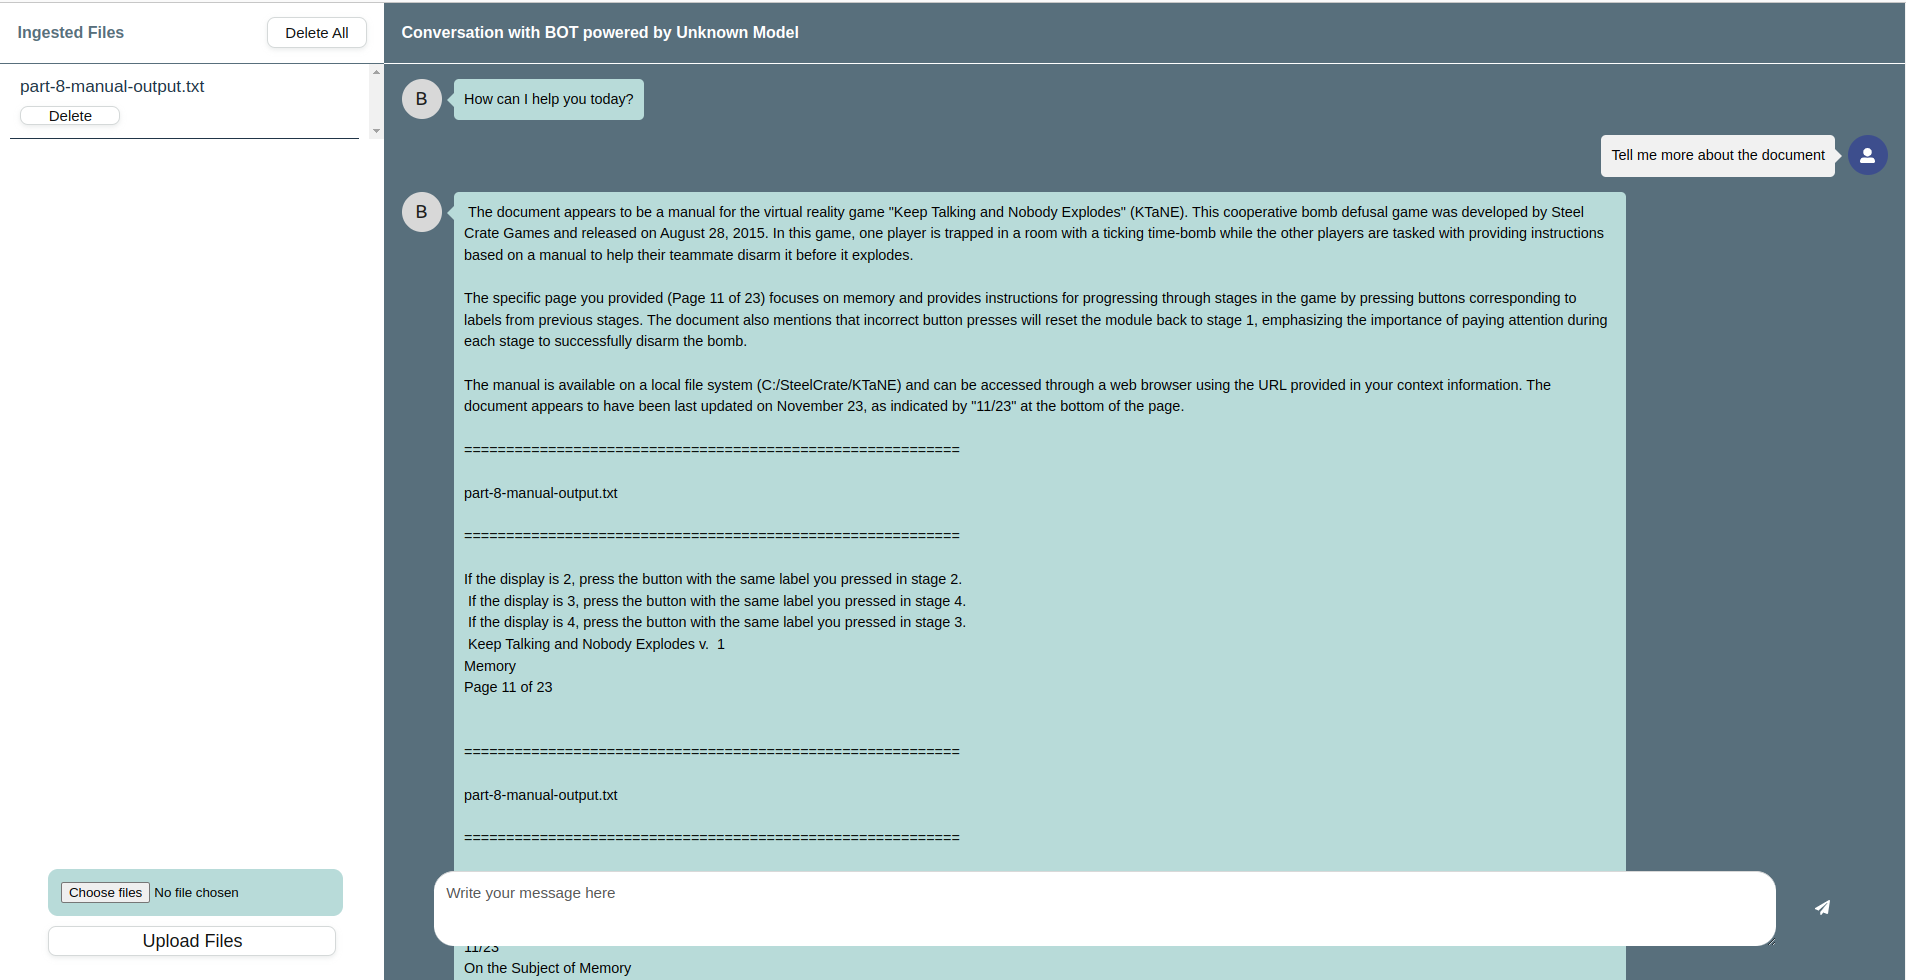 Ingested Files
Delete All
part-8-manual-output.txt
Delete
Choose files No file chosen
Upload Files
Conversation with BOT powered by Unknown Model
B
How can I help you today?
Tell me more about the document
B
The document appears to be a manual for the virtual reality game "Keep Talking and Nobody Explodes" (KTaNE). This cooperative bomb defusal game was developed by Steel
Crate Games and released on August 28, 2015. In this game, one player is trapped in a room with a ticking time-bomb while the other players are tasked with providing instructions
based on a manual to help their teammate disarm it before it explodes.
The specific page you provided (Page 11 of 23) focuses on memory and provides instructions for progressing through stages in the game by pressing buttons corresponding to
labels from previous stages. The document also mentions that incorrect button presses will reset the module back to stage 1, emphasizing the importance of paying attention during
each stage to successfully disarm the bomb.
The manual is available on a local file system (C:/SteelCrate/KTaNE) and can be accessed through a web browser using the URL provided in your context information. The
document appears to have been last updated on November 23, as indicated by "11/23" at the bottom of the page.
===========================================================
part-8-manual-output.txt
===========================================================
If the display is 2, press the button with the same label you pressed in stage 2.
If the display is 3, press the button with the same label you pressed in stage 4.
If the display is 4, press the button with the same label you pressed in stage 3.
Keep Talking and Nobody Explodes v.  1
Memory
Page 11 of 23
===========================================================
part-8-manual-output.txt
===========================================================
Write your message here
11/23
On the Subject of Memory